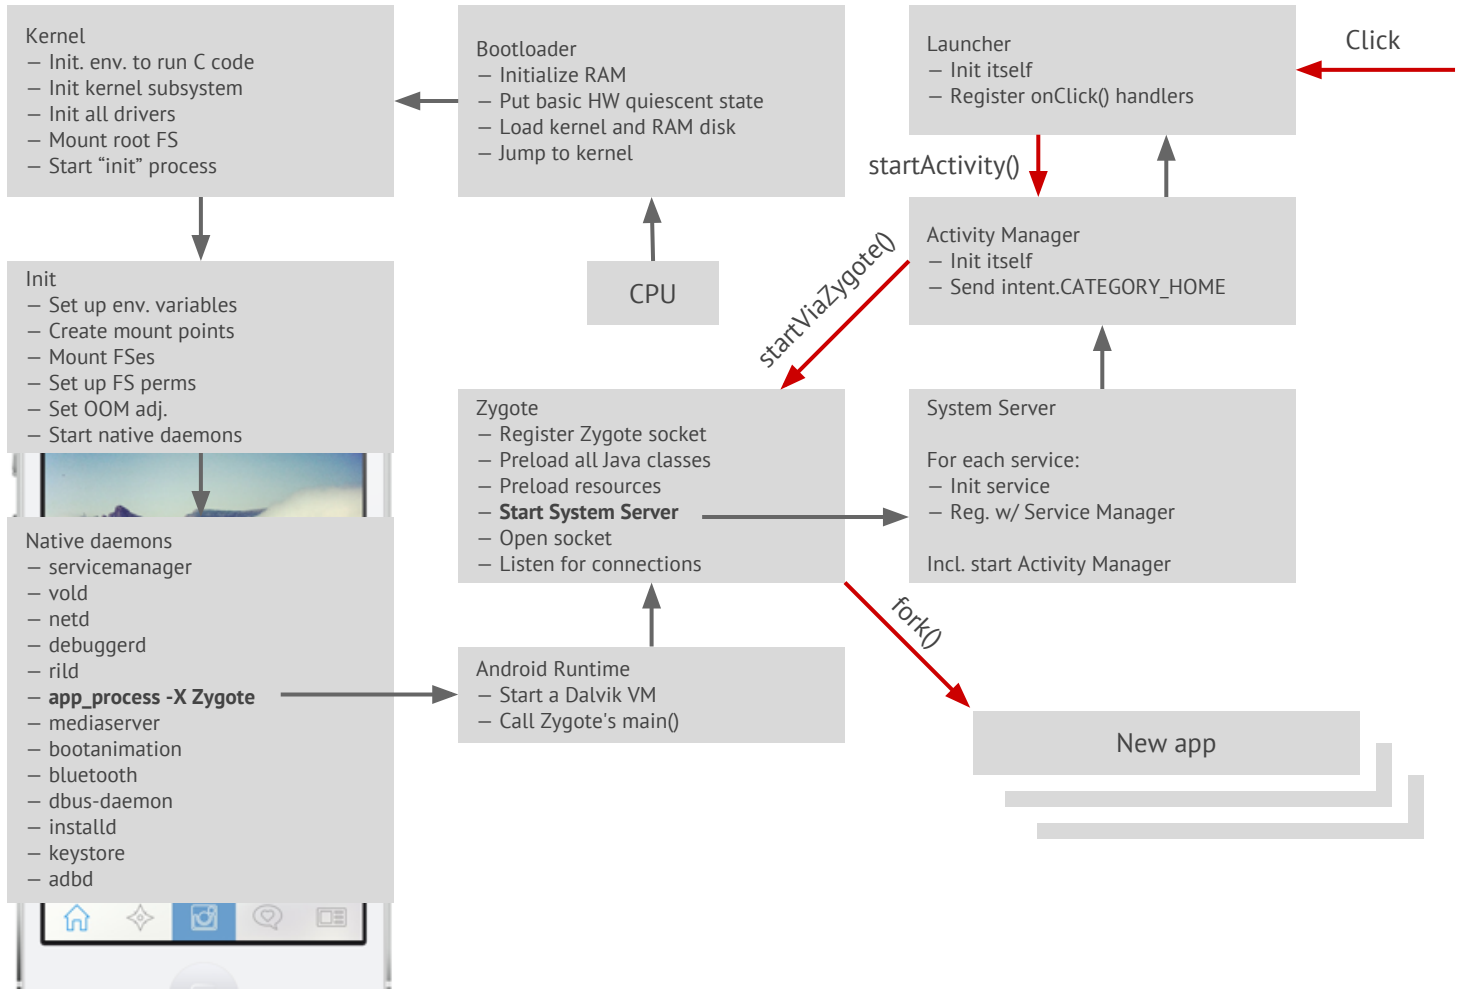 Kernel
— Init. env. to run C code
— Init kernel subsystem
— Init all drivers
— Mount root FS
— Start “init” process
Bootloader
— Initialize RAM
— Put basic HW quiescent state
— Load kernel and RAM disk
— Jump to kernel
Launcher
— Init itself
— Register onClick() handlers
Click
startActivity()
Init
— Set up env. variables
— Create mount points
— Mount FSes
— Set up FS perms
— Set OOM adj.
— Start native daemons
CPU
Activity Manager
— Init itself
— Send intent.CATEGORY_HOME
startViaZygote()
Zygote
— Register Zygote socket
— Preload all Java classes
— Preload resources
— Start System Server
— Open socket
— Listen for connections
System Server
For each service:
— Init service
— Reg. w/ Service Manager
Incl. start Activity Manager
Native daemons
— servicemanager
— vold
— netd
— debuggerd
— rild
— app_process -X Zygote
— mediaserver
— bootanimation
— bluetooth
— dbus-daemon
— installd
— keystore
— adbd
Android Runtime
— Start a Dalvik VM
— Call Zygote's main()
fork()
New app